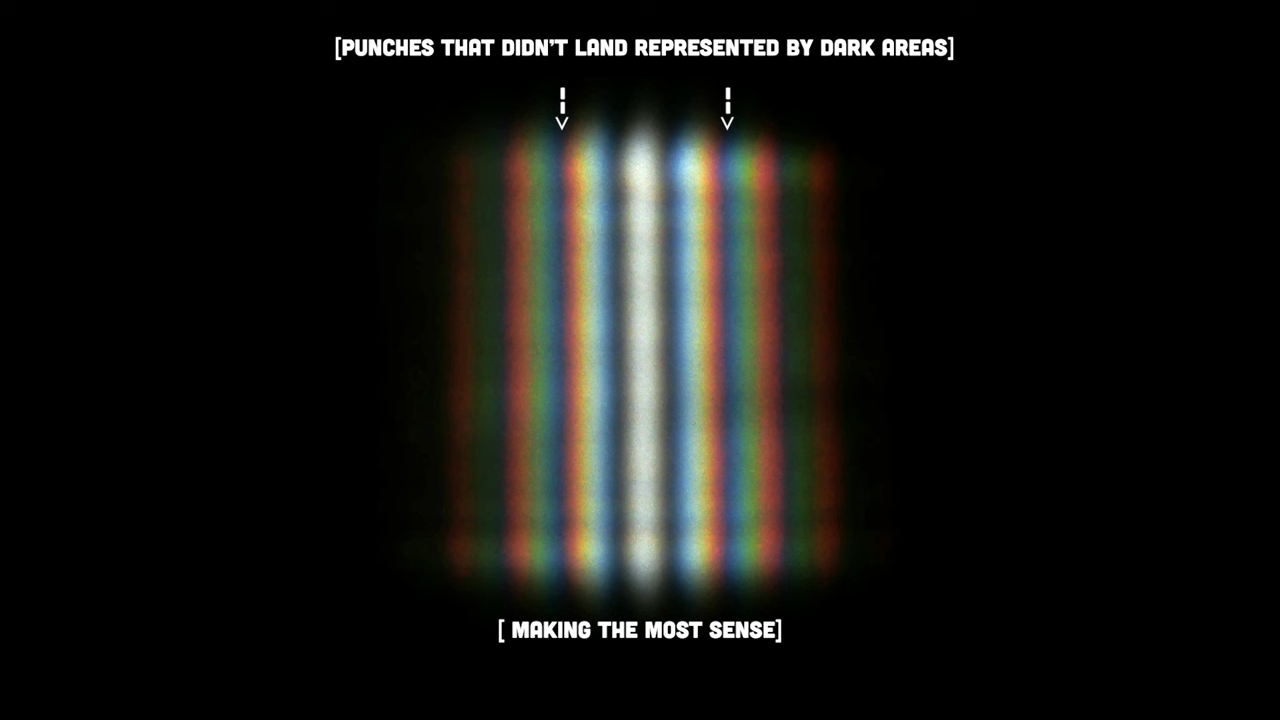 [PUNCHES THAT DIDN'T LAND REPRESENTED BY DARK AREAS]
[ MAKING THE MOST SENSE]